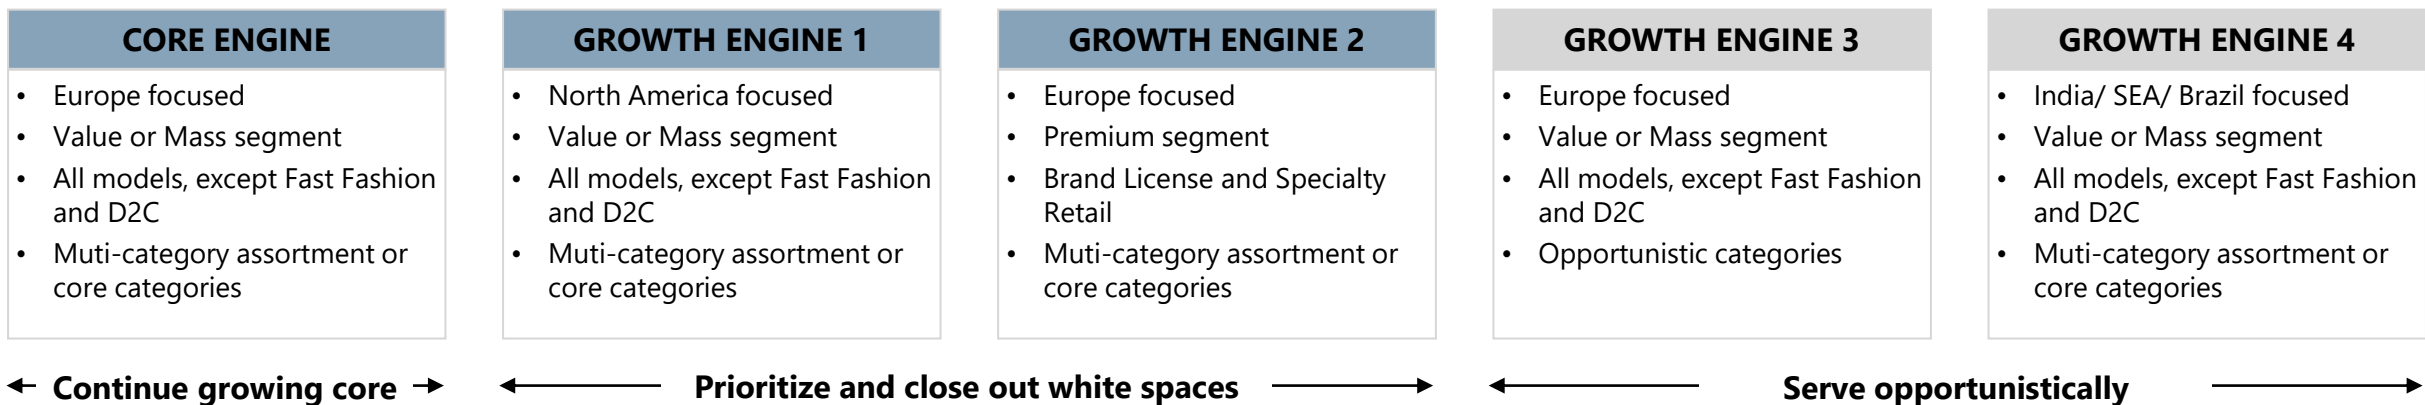 CORE ENGINE
• Europe focused
• Value or Mass segment
• All models, except Fast Fashion
and D2C
• Muti-category assortment or
core categories
GROWTH ENGINE 1
• North America focused
• Value or Mass segment
• All models, except Fast Fashion
and D2C
• Muti-category assortment or
core categories
GROWTH ENGINE 2
• Europe focused
• Premium segment
• Brand License and Specialty
Retail
• Muti-category assortment or
core categories
GROWTH ENGINE 3
• Europe focused
• Value or Mass segment
• All models, except Fast Fashion
and D2C
• Opportunistic categories
GROWTH ENGINE 4
• India/ SEA/ Brazil focused
• Value or Mass segment
• All models, except Fast Fashion
and D2C
• Muti-category assortment or
core categories
Continue growing core
Prioritize and close out white spaces
Serve opportunistically